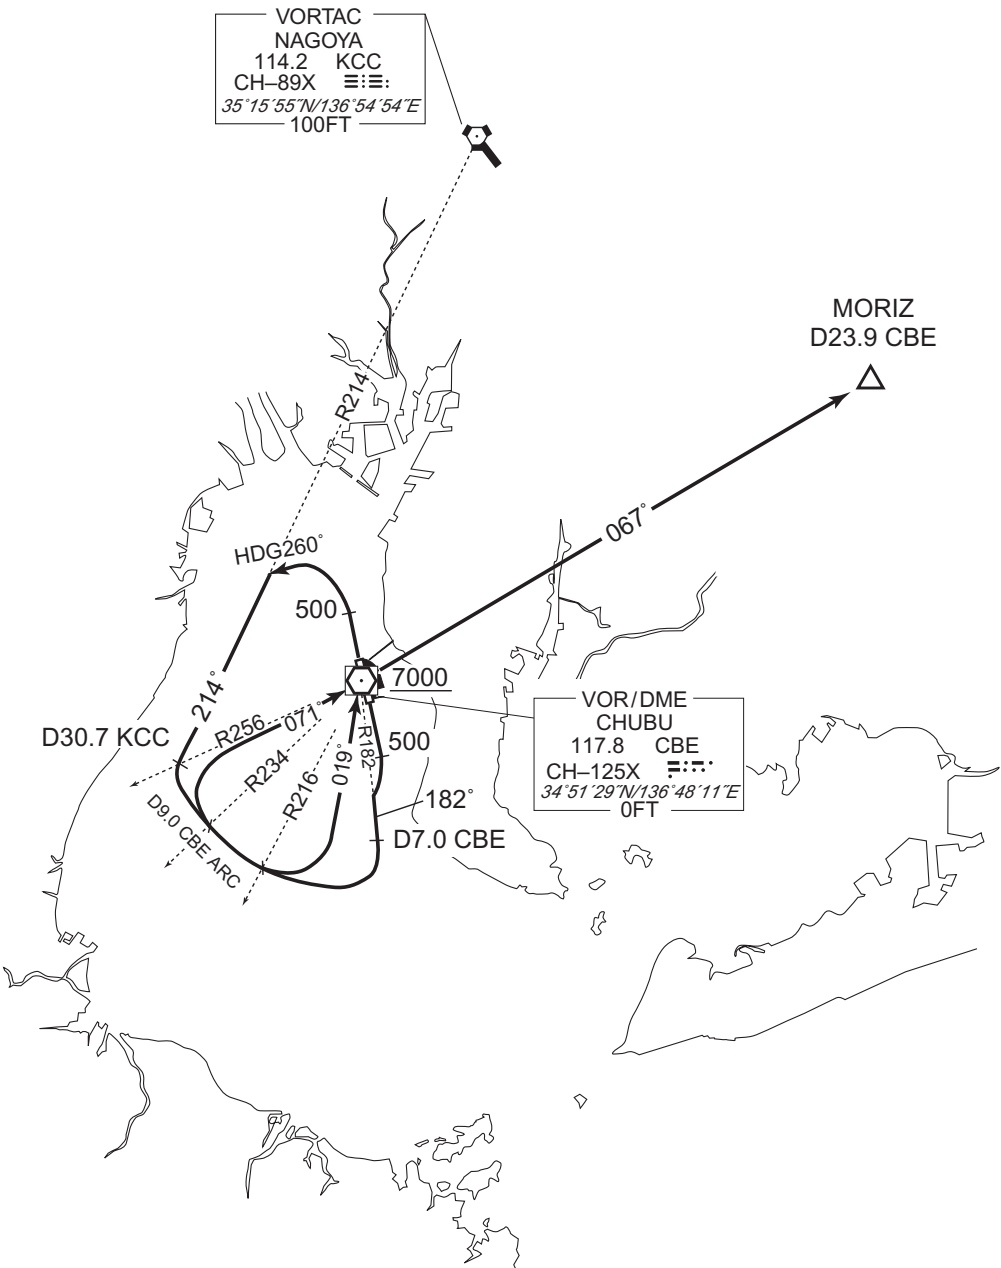 VORTAC
NAGOYA
114.2 KCC
CH–89X
35°15´55˝N/136°54´54˝E
100FT
MORIZ
D23.9 CBE
R214
067°
HDG260°
500
7000
214°
R256
071°
D30.7 KCC
R234
R216
019°
R182
500
182°
D7.0 CBE
D9.0 CBE ARC
VOR/DME
CHUBU
117.8 CBE
CH–125X
34°51´29˝N/136°48´11˝E
0FT